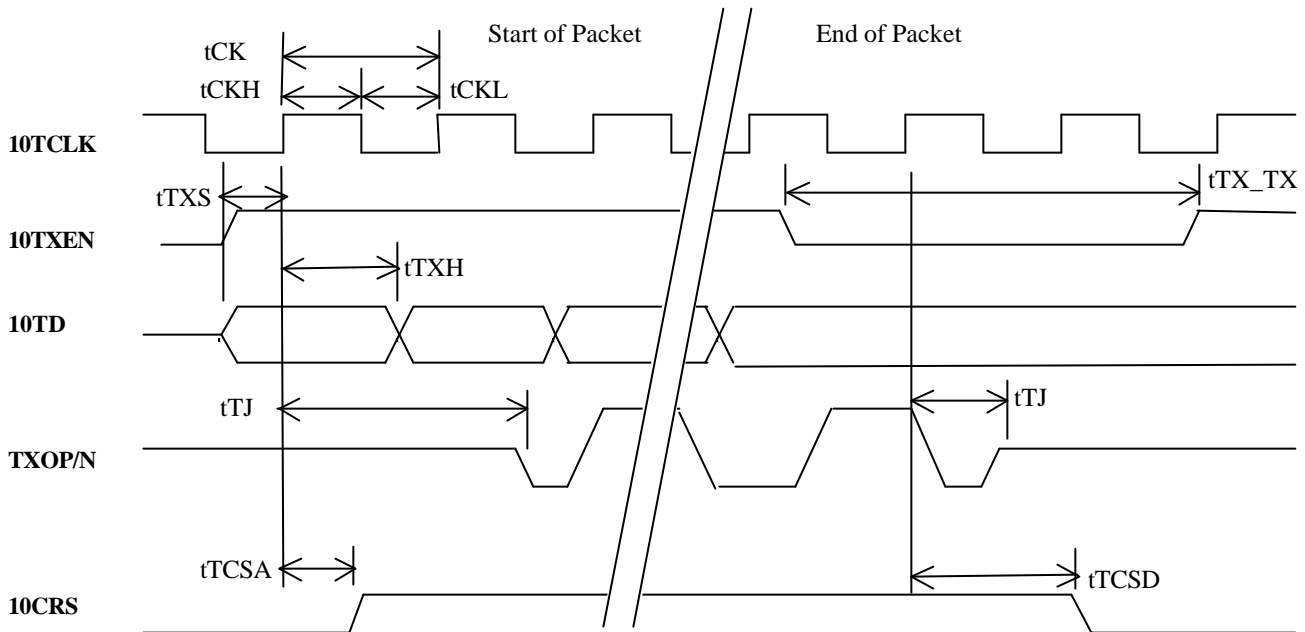 Start of Packet
End of Packet
tCK
tCKH
tCKL
10TCLK
tTXS
tTX_TX
10TXEN
tTXH
10TD
tTJ
tTJ
TXOP/N
tTCSA
tTCSD
10CRS